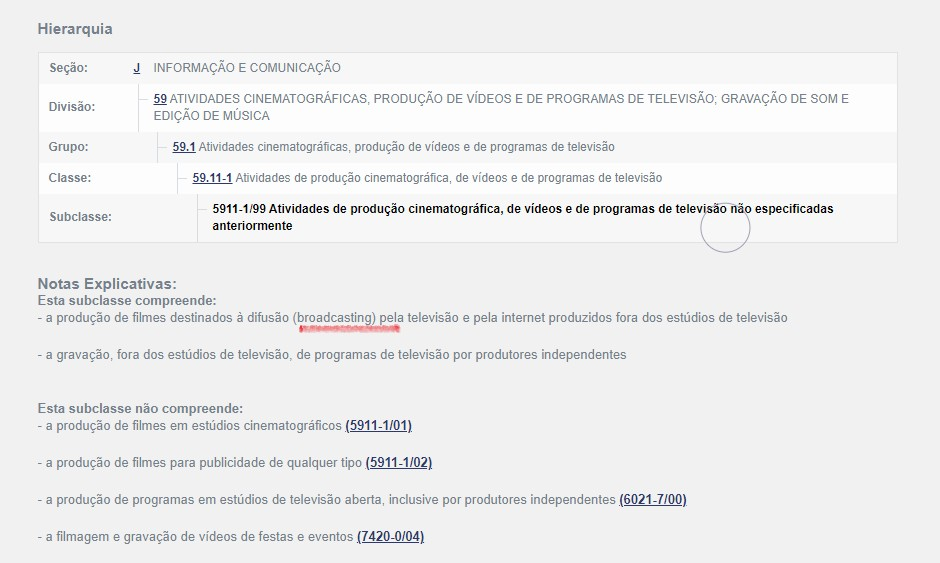 Hierarquia
Seção: J INFORMAÇÃO E COMUNICAÇÃO
Divisão: 59 ATIVIDADES CINEMATOGRÁFICAS, PRODUÇÃO DE VÍDEOS E DE PROGRAMAS DE TELEVISÃO; GRAVAÇÃO DE SOM E
EDIÇÃO DE MÚSICA
Grupo: 59.1 Atividades cinematográficas, produção de vídeos e de programas de televisão
Classe: 59.11-1 Atividades de produção cinematográfica, de vídeos e de programas de televisão
Subclasse: 5911-1/99 Atividades de produção cinematográfica, de vídeos e de programas de televisão não especificadas
anteriormente
Notas Explicativas:
Esta subclasse compreende:
- a produção de filmes destinados à difusão (broadcasting) pela televisão e pela internet produzidos fora dos estúdios de televisão
- a gravação, fora dos estúdios de televisão, de programas de televisão por produtores independentes
Esta subclasse não compreende:
- a produção de filmes em estúdios cinematográficos (5911-1/01)
- a produção de filmes para publicidade de qualquer tipo (5911-1/02)
- a produção de programas em estúdios de televisão aberta, inclusive por produtores independentes (6021-7/00)
- a filmagem e gravação de vídeos de festas e eventos (7420-0/04)